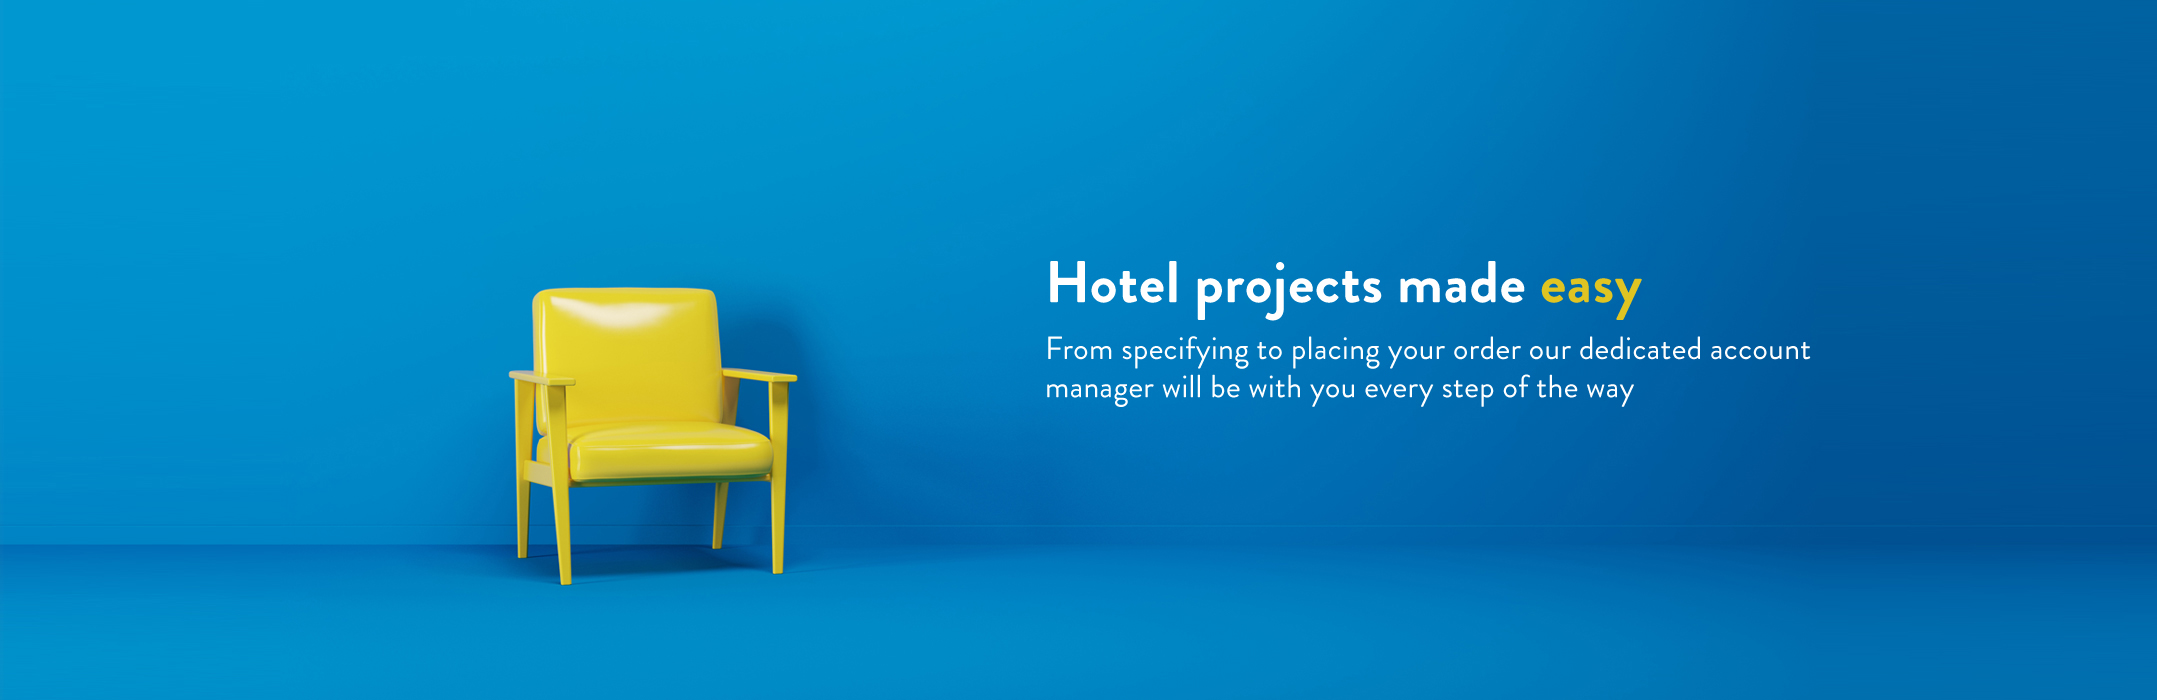 Hotel projects made easy
From specifying to placing your order our dedicated account
manager will be with you every step of the way